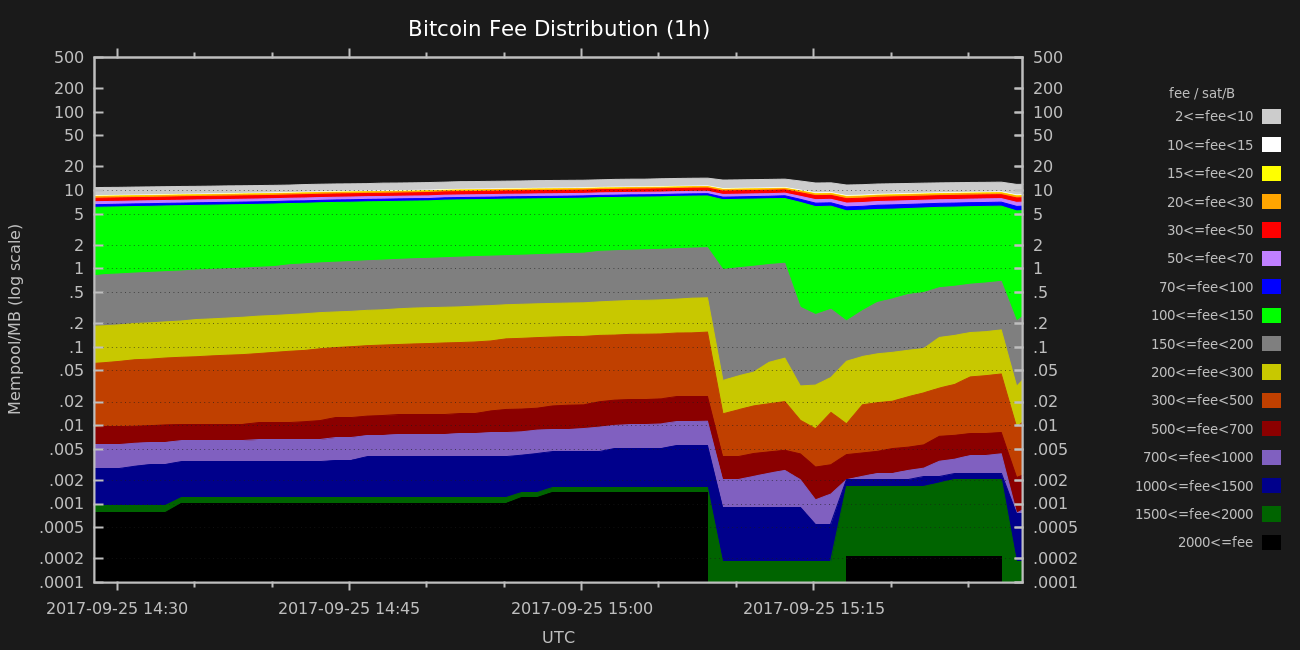 Bitcoin Fee Distribution (1h)
Mempool/MB (log scale)
500
200
100
50
20
10
5
2
1
.5
.2
.1
.05
.02
.01
.005
.002
.001
.0005
.0002
.0001
500
200
100
50
20
10
5
2
1
.5
.2
.1
.05
.02
.01
.005
.002
.001
.0005
.0002
.0001
2017-09-25 14:30
2017-09-25 14:45
2017-09-25 15:00
2017-09-25 15:15
UTC
fee / sat/B
2<=fee<10
10<=fee<15
15<=fee<20
20<=fee<30
30<=fee<50
50<=fee<70
70<=fee<100
100<=fee<150
150<=fee<200
200<=fee<300
300<=fee<500
500<=fee<700
700<=fee<1000
1000<=fee<1500
1500<=fee<2000
2000<=fee